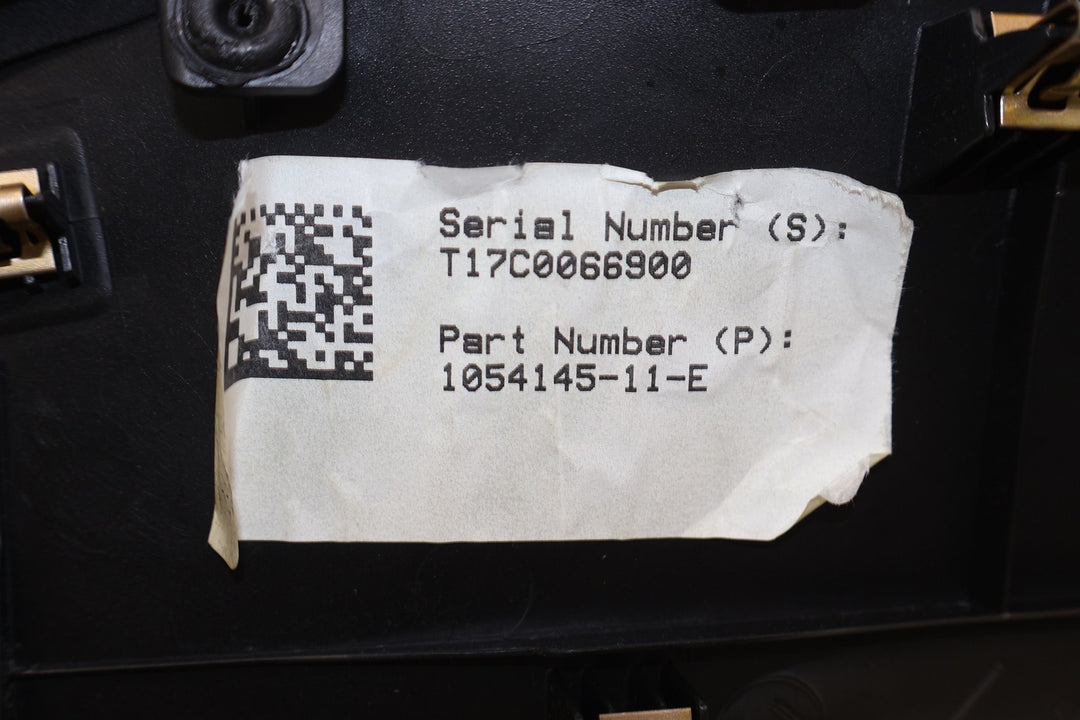 Serial Number (S):
T17C0066900
Part Number (P):
1054145-11-E